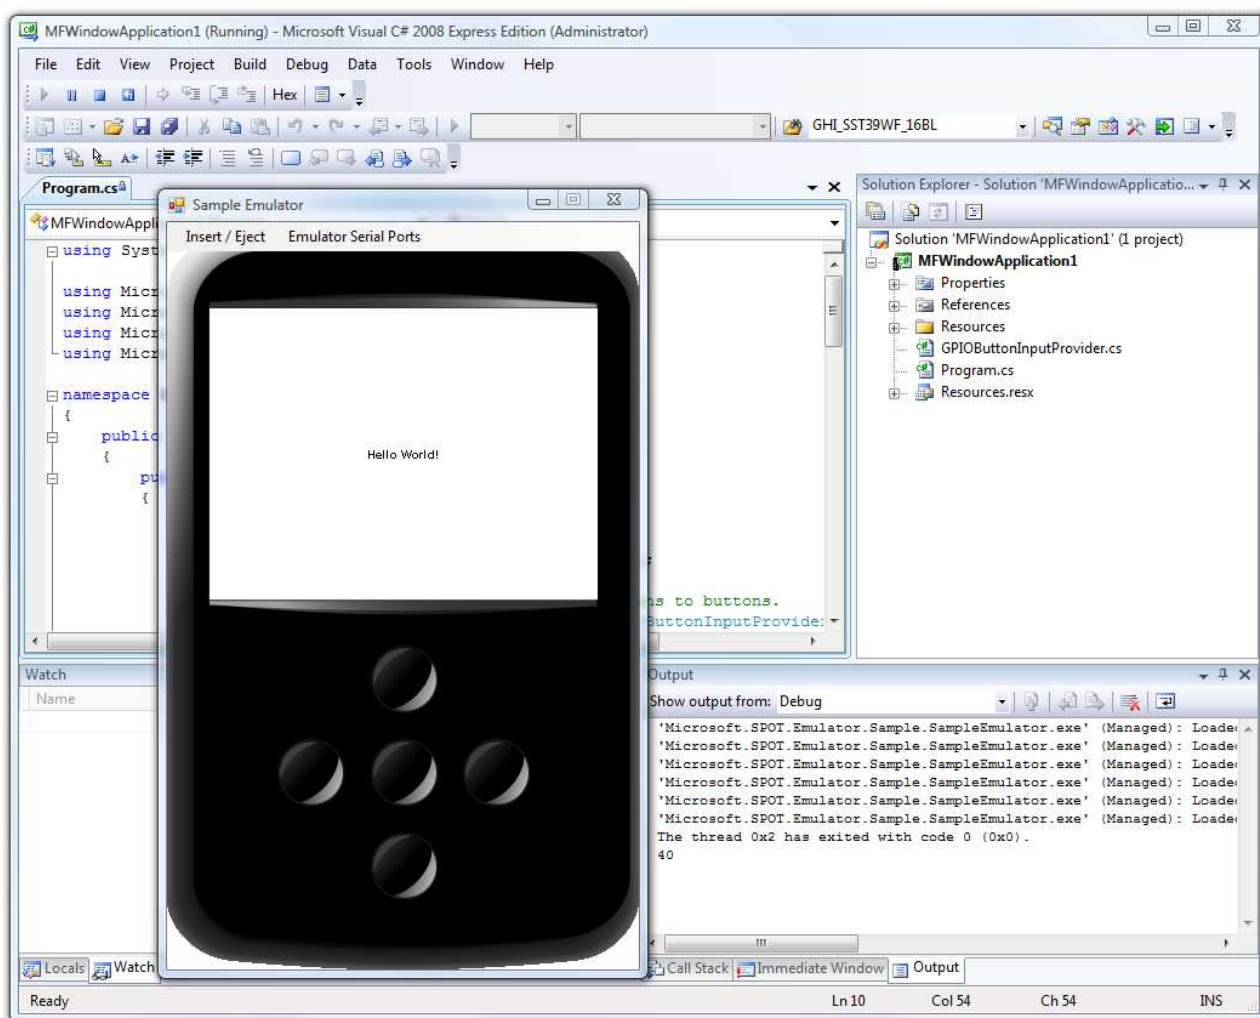 MFWindowApplication1 (Running) - Microsoft Visual C# 2008 Express Edition (Administrator)
File Edit View Project Build Debug Data Tools Window Help
Hex
GHI_SST39WF_16BL
Program.cs
MFWindowAppli
using Syst
using Micr
using Micr
using Micr
using Micr
namespace
{
public
{
pu
{
ns to buttons.
ButtonInputProvider
Sample Emulator
Insert / Eject Emulator Serial Ports
Hello World!
Solution Explorer - Solution 'MFWindowApplicatio...
Solution 'MFWindowApplication1' (1 project)
MFWindowApplication1
Properties
References
Resources
GPIOButtonInputProvider.cs
Program.cs
Resources.resx
Watch
Name
Output
Show output from: Debug
'Microsoft.SPOT.Emulator.Sample.SampleEmulator.exe' (Managed): Loade
'Microsoft.SPOT.Emulator.Sample.SampleEmulator.exe' (Managed): Loade
'Microsoft.SPOT.Emulator.Sample.SampleEmulator.exe' (Managed): Loade
'Microsoft.SPOT.Emulator.Sample.SampleEmulator.exe' (Managed): Loade
'Microsoft.SPOT.Emulator.Sample.SampleEmulator.exe' (Managed): Loade
'Microsoft.SPOT.Emulator.Sample.SampleEmulator.exe' (Managed): Loade
The thread 0x2 has exited with code 0 (0x0).
40
Locals Watch Call Stack Immediate Window Output
Ready Ln 10 Col 54 Ch 54 INS